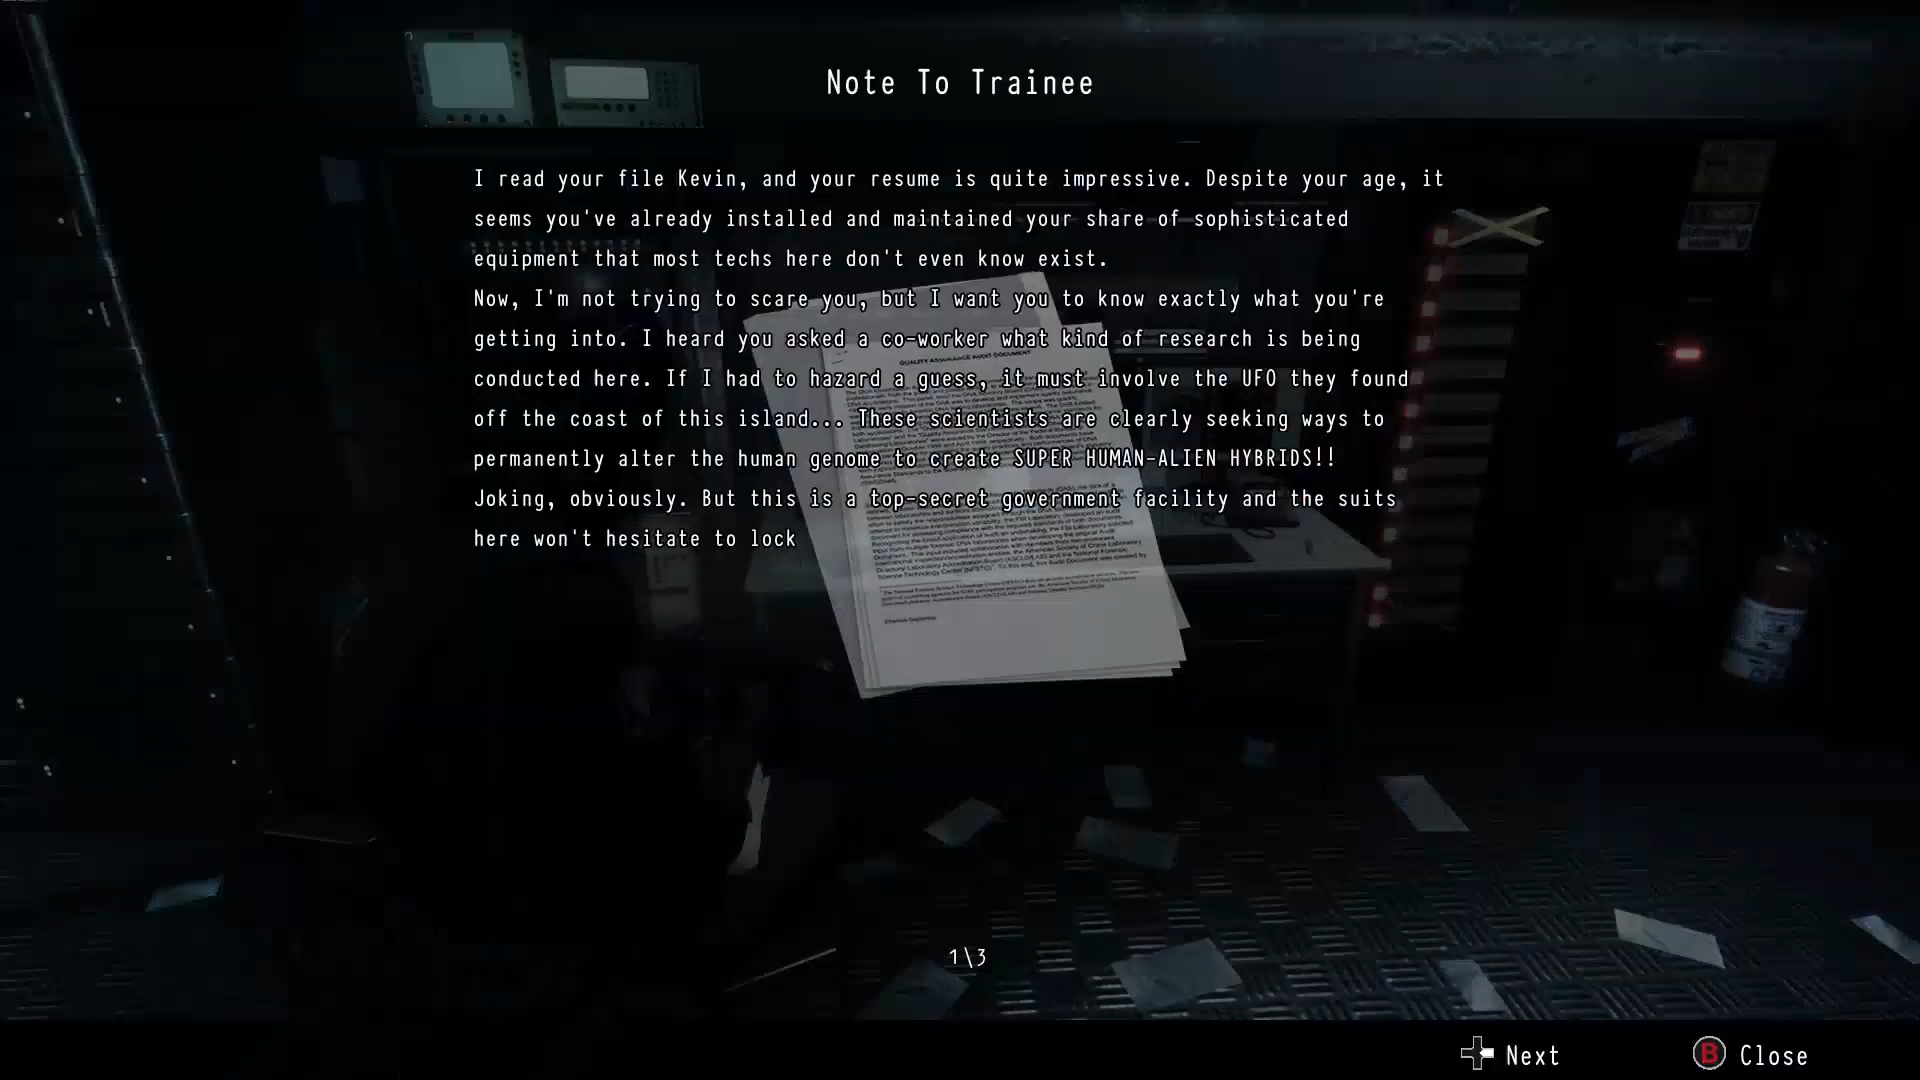 Note To Trainee
I read your file Kevin, and your resume is quite impressive. Despite your age, it
seems you've already installed and maintained your share of sophisticated
equipment that most techs here don't even know exist.
Now, I'm not trying to scare you, but I want you to know exactly what you're
getting into. I heard you asked a co-worker what kind of research is being
conducted here. If I had to hazard a guess, it must involve the UFO they found
off the coast of this island... These scientists are clearly seeking ways to
permanently alter the human genome to create SUPER HUMAN-ALIEN HYBRIDS!!
Joking, obviously. But this is a top-secret government facility and the suits
here won't hesitate to lock
QUALITY ASSURANCE AUDIT DOCUMENT
1\3
Next
B Close